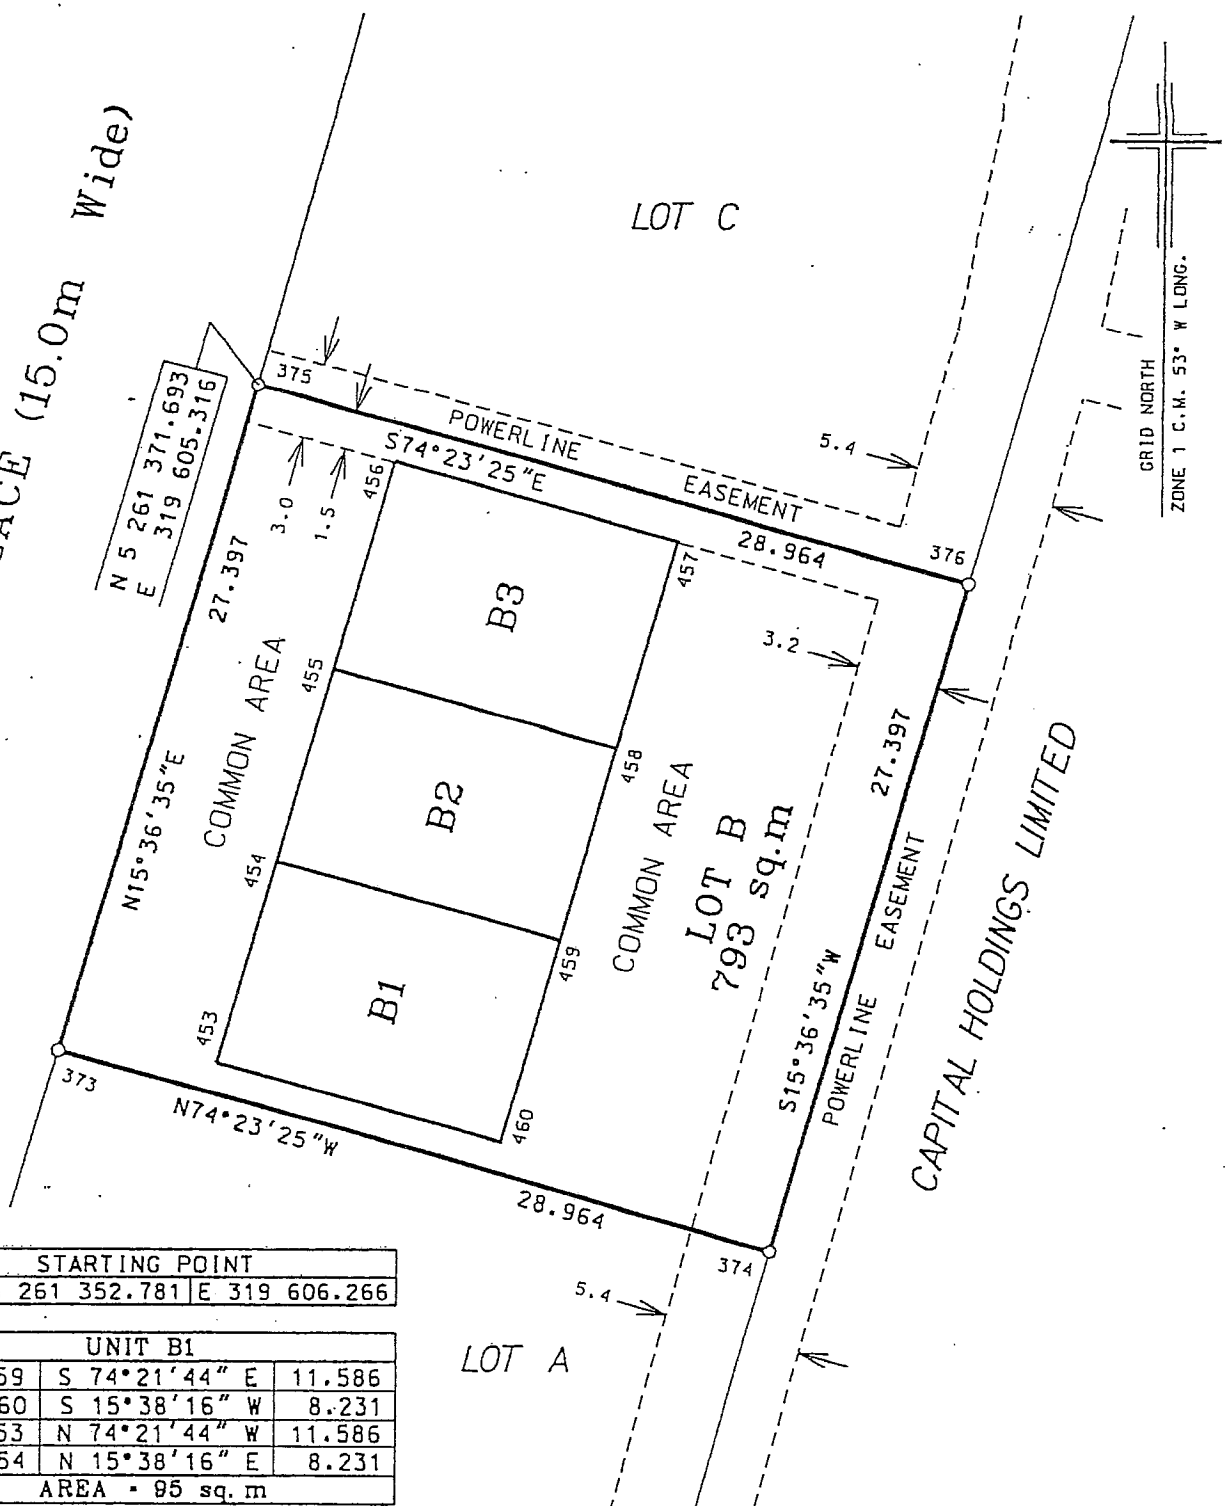 (15.0m Wide)
LOT C
GRID NORTH
ZONE 1 C.M. 53° W LONG.
N 5 261 371.693
E 319 605.316
375
POWERLINE EASEMENT
S74°23'25"E
28.964
5.4
376
3.0
1.5
456
457
27.397
N15°36'35"E
COMMON AREA
B3
455
458
B2
454
459
B1
453
460
COMMON AREA
LOT B
793 sq.m
3.2
27.397
S15°36'35"W
POWERLINE EASEMENT
CAPITAL HOLDINGS LIMITED
373
N74°23'25"W
28.964
374
5.4
LOT A
STARTING POINT
261 352.781 E 319 606.266
UNIT B1
59 S 74°21'44" E 11.586
60 S 15°38'16" W 8.231
53 N 74°21'44" W 11.586
54 N 15°38'16" E 8.231
AREA = 95 sq.m